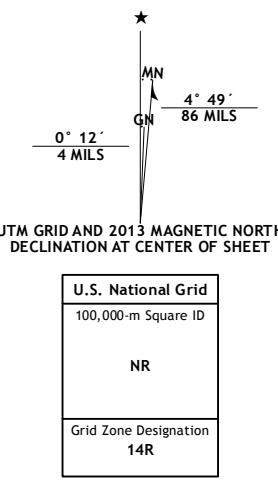 ★
MN
4° 49´
86 MILS
GN
0° 12´
4 MILS
UTM GRID AND 2013 MAGNETIC NORTH
DECLINATION AT CENTER OF SHEET
U.S. National Grid
100,000-m Square ID
NR
Grid Zone Designation
14R